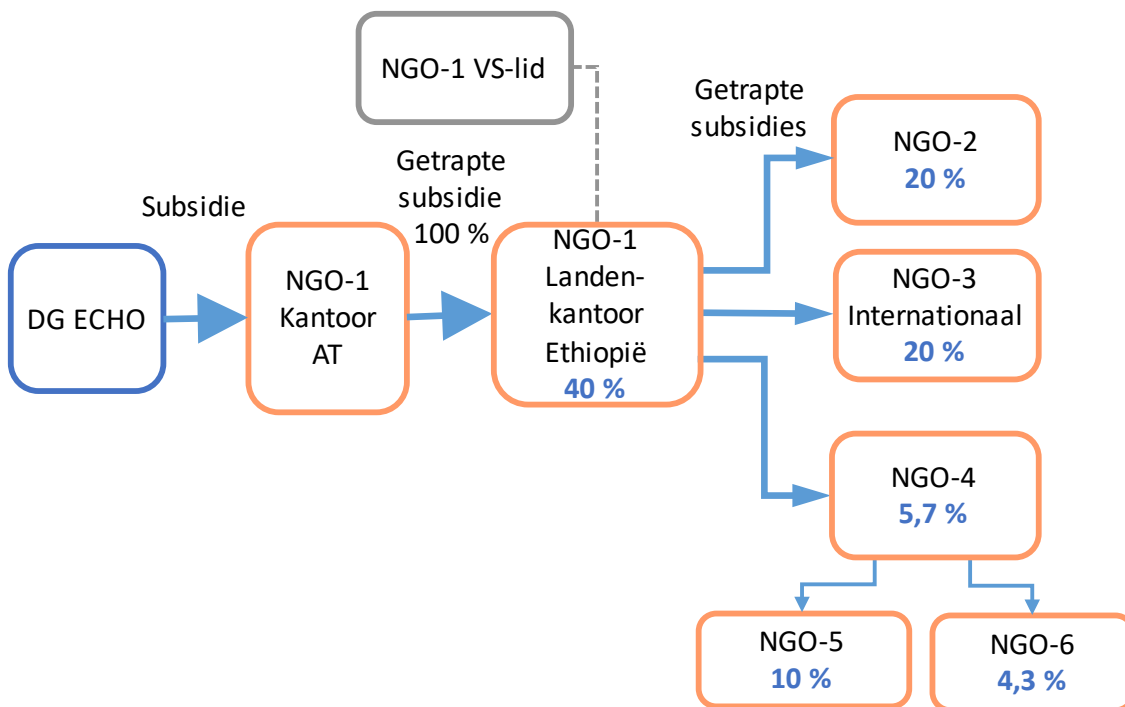 NGO-1 VS-lid
Getrapte
subsidies
NGO-2
20 %
Getrapte
subsidie
100 %
Subsidie
DG ECHO
NGO-1
Kantoor
AT
NGO-1
Landen-
kantoor
Ethiopië
40 %
NGO-3
Internationaal
20 %
NGO-4
5,7 %
NGO-5
10 %
NGO-6
4,3 %